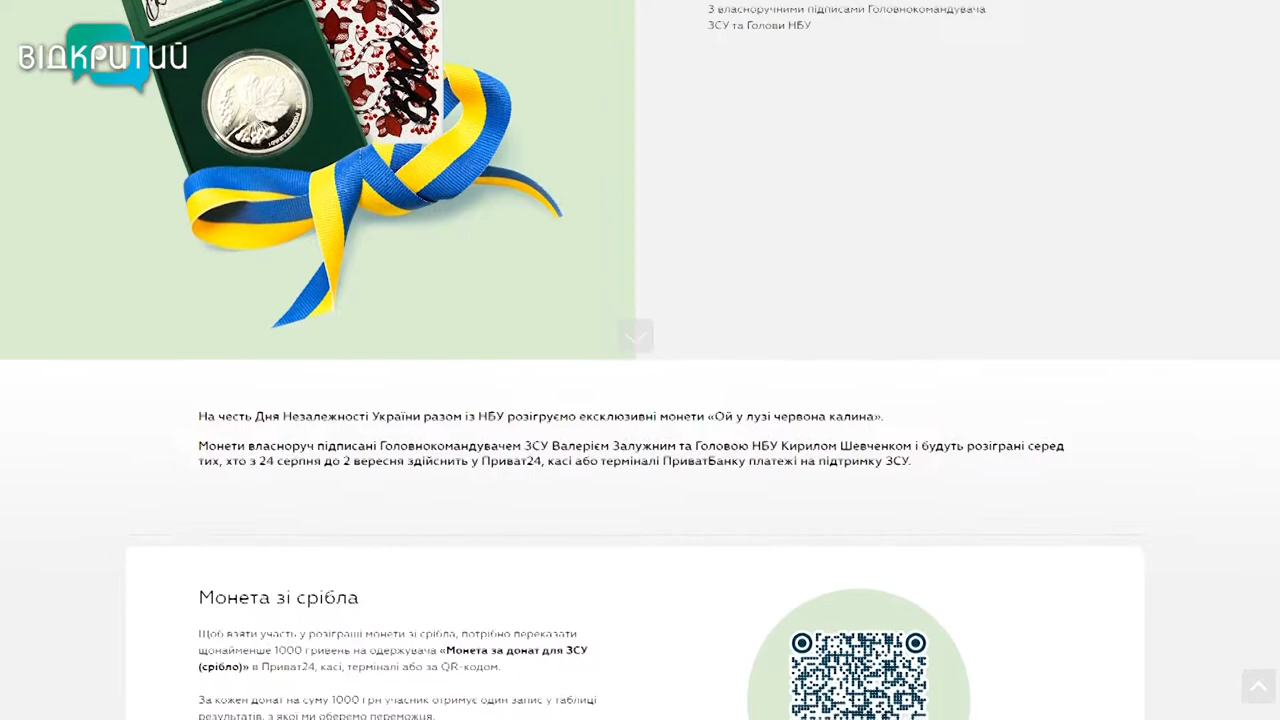 З власноручними підписами Головнокомандувача
ЗСУ та Голови НБУ
ВІДКРИТИЙ
На честь Дня Незалежності України разом із НБУ розігруємо ексклюзивні монети «Ой у лузі червона калина».
Монети власноруч підписані Головнокомандувачем ЗСУ Валерієм Залужним та Головою НБУ Кирилом Шевченком і будуть розіграні серед
тих, хто з 24 серпня до 2 вересня здійснить у Приват24, касі або терміналі ПриватБанку платежі на підтримку ЗСУ.
Монета зі срібла
Щоб взяти участь у розіграші монети зі срібла, потрібно переказати
щонайменше 1000 гривень на одержувача «Монета за донат для ЗСУ
(срібло)» в Приват24, касі, терміналі або за QR-кодом.
За кожен донат на суму 1000 грн учасник отримує один запис у таблиці
результатів, з якої ми оберемо переможця.